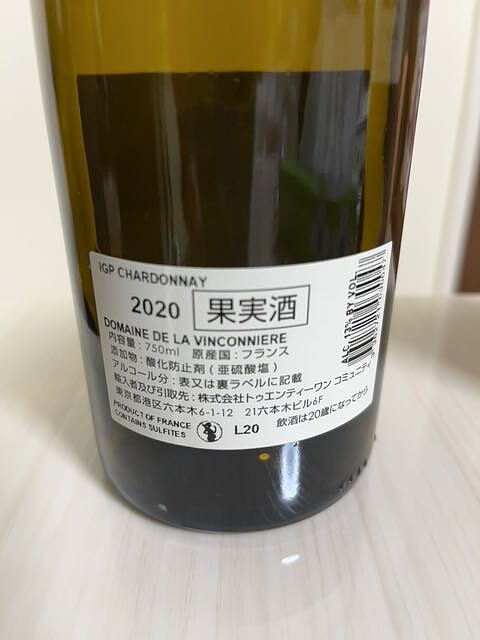 IGP CHARDONNAY
2020 果実酒
DOMAINE DE LA VINCONNIERE
内容量：750ml 原産国：フランス
添加物：酸化防止剤（亜硫酸塩）
アルコール分：表又は裏ラベルに記載
輸入者及び引取先：株式会社トゥエンティーワン コミュニティ
東京都港区六本木6-1-12 21六本木ビル6F
PRODUCT OF FRANCE
CONTAINS SULFITES
L20
飲酒は20歳になってから
ALC. 13% BY VOL